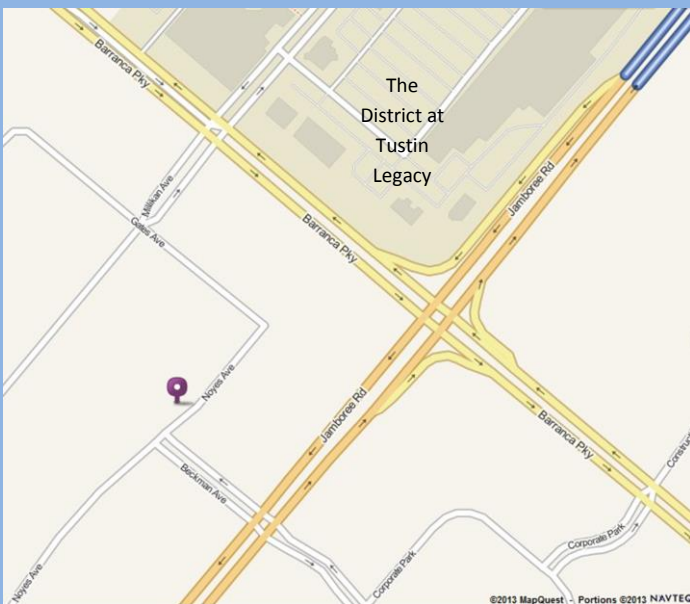 Barranca Pky
The
District at
Tustin
Legacy
Millikan Ave
Jamboree Rd
Gates Ave
Barranca Pky
Noyes Ave
Jamboree Rd
Barranca Pky
Beckman Ave
Construc
Corporate Park
Corporate Park
Noyes Ave
©2013 MapQuest - Portions ©2013 NAVTEQ